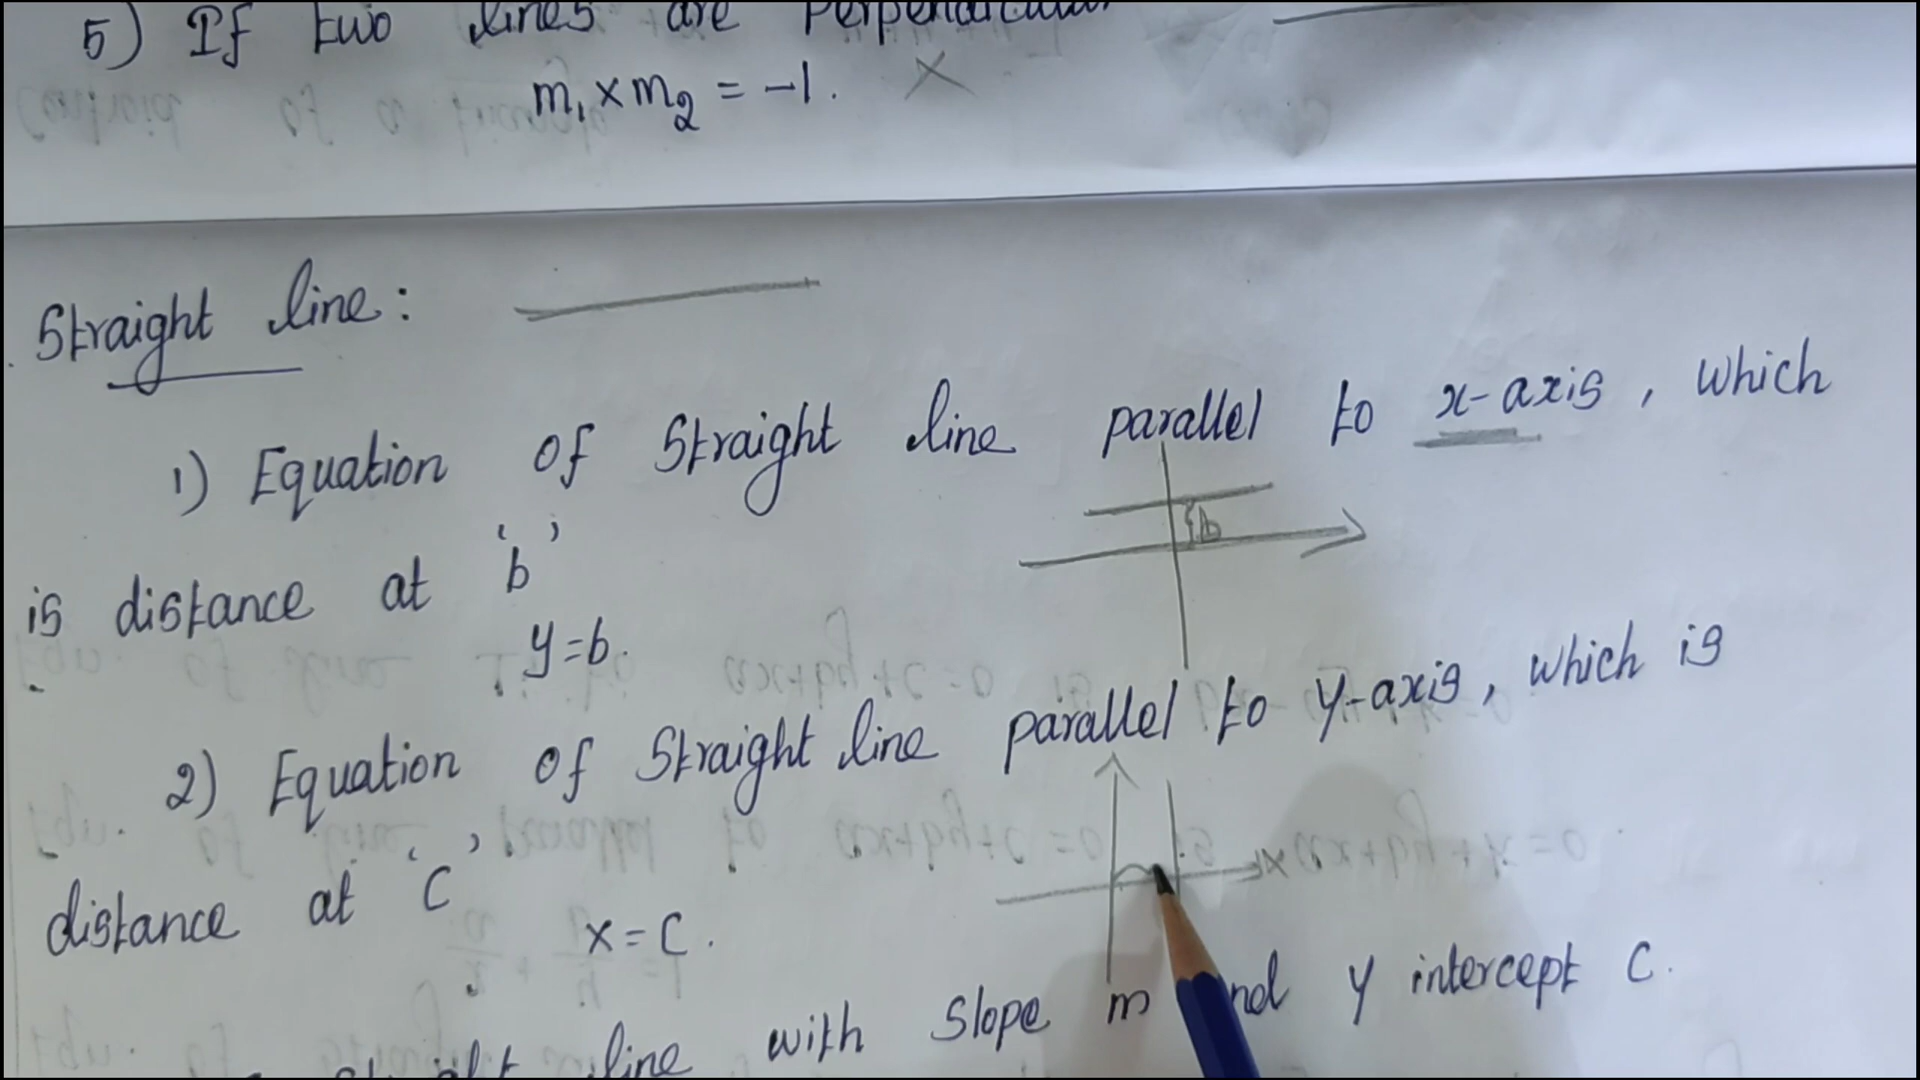 5) If two lines are perpendicular
m₁ × m₂ = -1.
Straight line:
1) Equation of Straight line parallel to x-axis, which
b
is distance at 'b'
y=b.
2) Equation of Straight line parallel to y-axis, which is
distance at 'c'
x = c.
line with slope m and y intercept c.